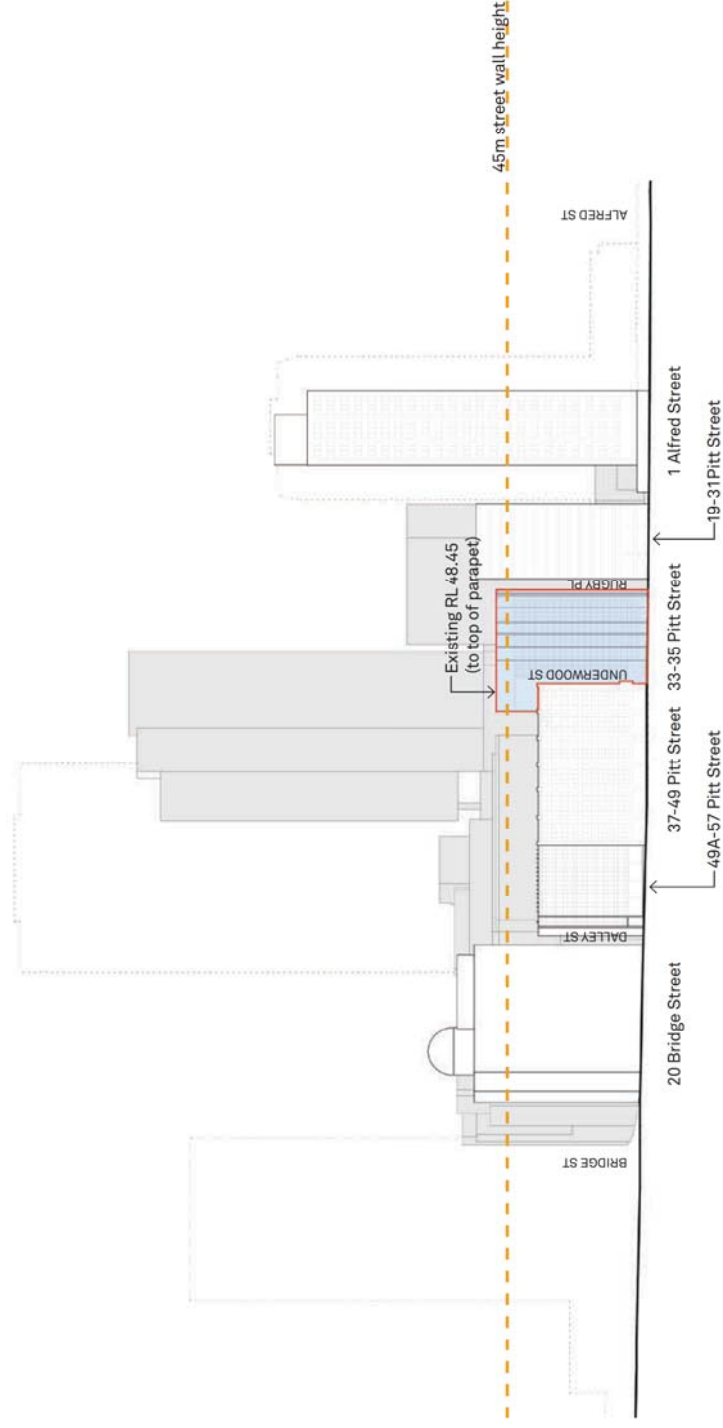 45m street wall height
Existing RL 48.45
(to top of parapet)
BRIDGE ST
DALLEY ST
UNDERWOOD ST
RUGBY PL
ALFRED ST
20 Bridge Street
37-49 Pitt Street
33-35 Pitt Street
1 Alfred Street
49A-57 Pitt Street
19-31 Pitt Street